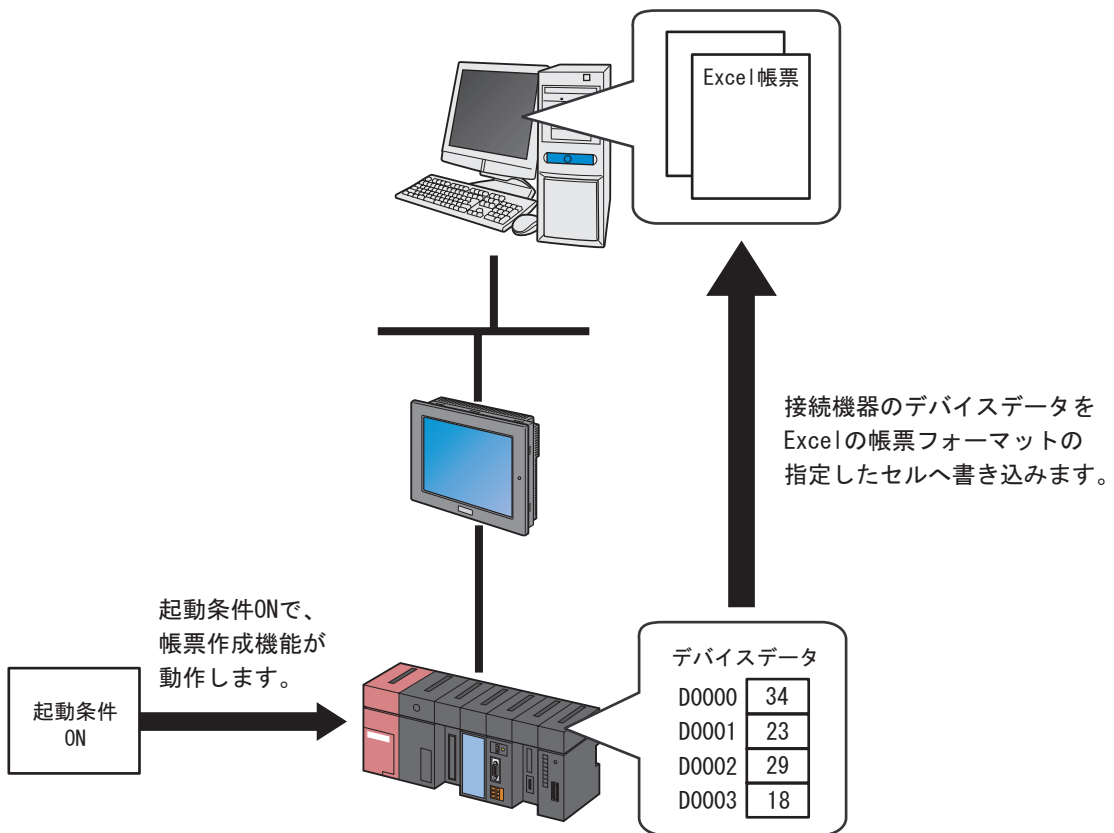 Excel帳票
接続機器のデバイスデータを
Excelの帳票フォーマットの
指定したセルへ書き込みます。
起動条件ONで、
帳票作成機能が
動作します。
起動条件
ON
デバイスデータ
D0000 34
D0001 23
D0002 29
D0003 18